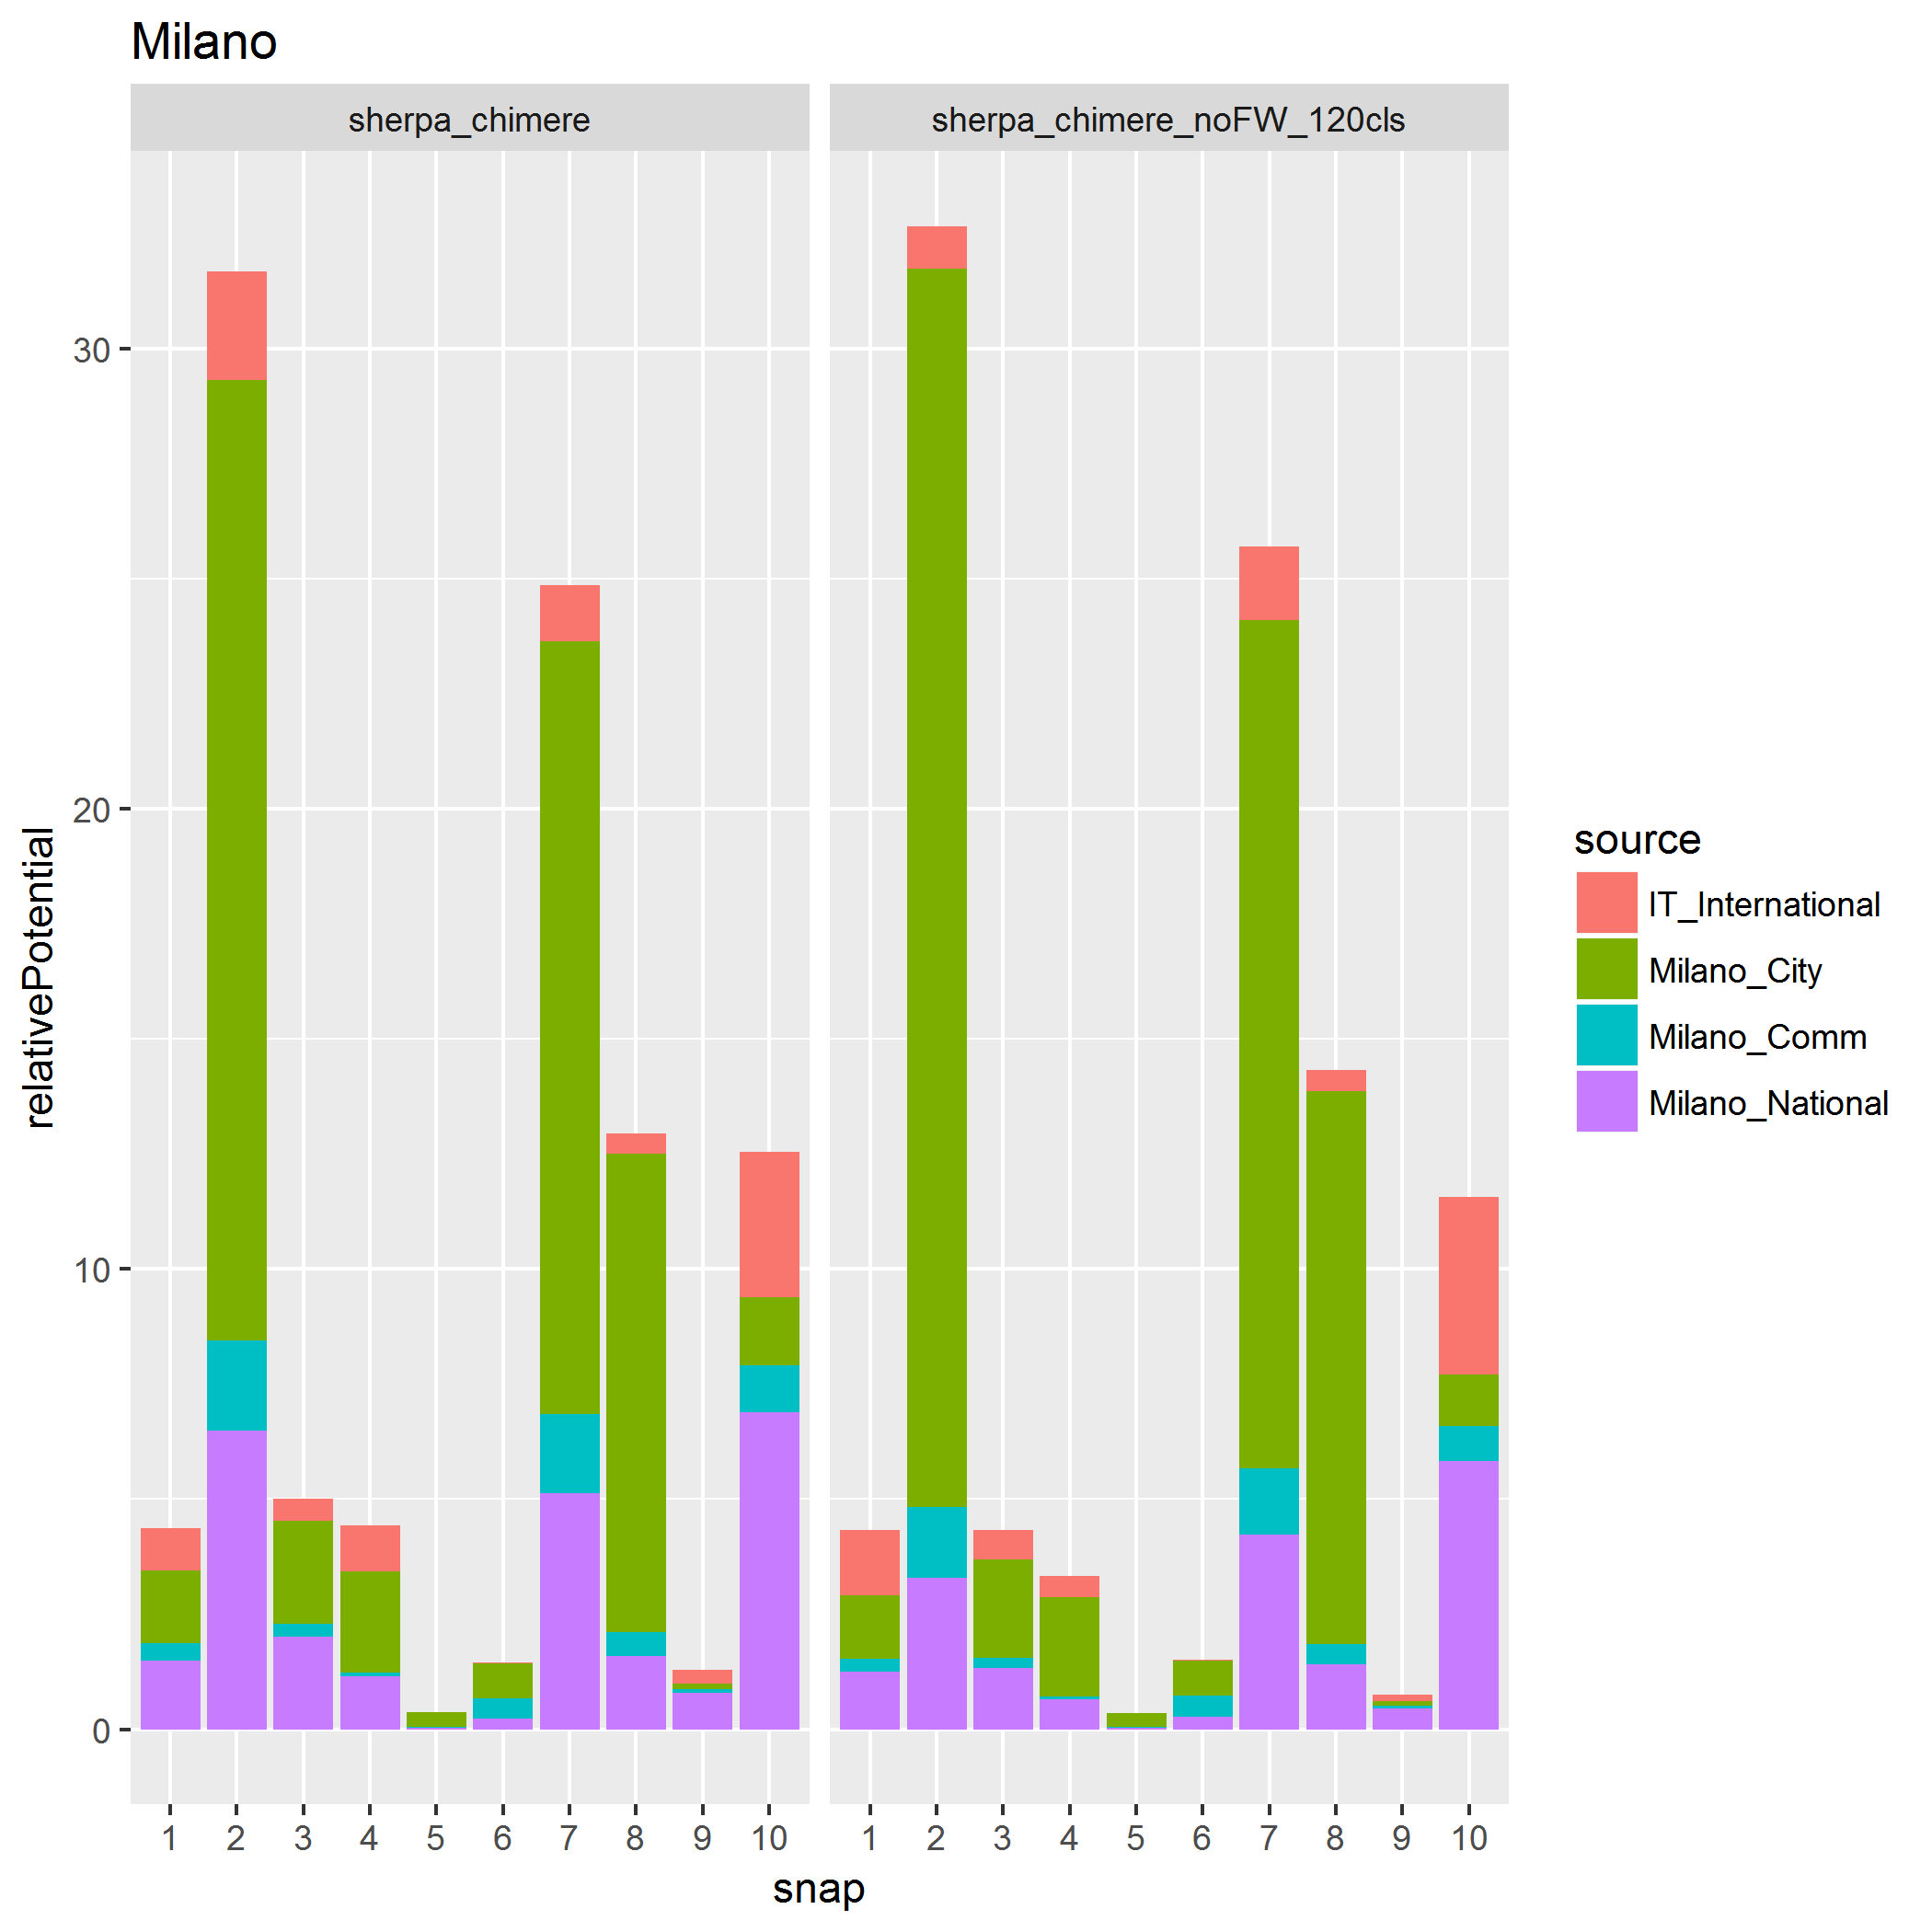 Milano
sherpa_chimere
sherpa_chimere_noFW_120cls
30
20
10
0
relativePotential
1 2 3 4 5 6 7 8 9 10
1 2 3 4 5 6 7 8 9 10
snap
source
IT_International
Milano_City
Milano_Comm
Milano_National